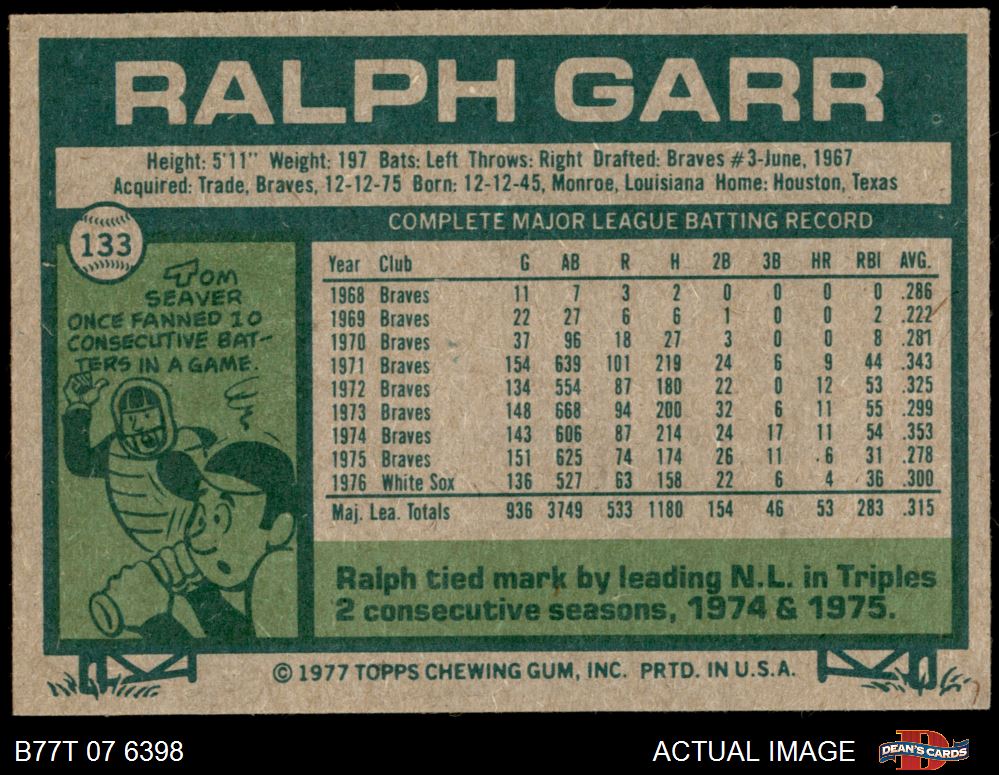 RALPH GARR
Height: 5'11" Weight: 197 Bats: Left Throws: Right Drafted: Braves #3-June, 1967
Acquired: Trade, Braves, 12-12-75 Born: 12-12-45, Monroe, Louisiana Home: Houston, Texas
133
TOM
SEAVER
ONCE FANNED 10
CONSECUTIVE BAT-
TERS IN A GAME.
COMPLETE MAJOR LEAGUE BATTING RECORD
Year Club G AB R H 2B 3B HR RBI AVG.
1968 Braves 11 7 3 2 0 0 0 0 .286
1969 Braves 22 27 6 6 1 0 0 2 .222
1970 Braves 37 96 18 27 3 0 0 8 .281
1971 Braves 154 639 101 219 24 6 9 44 .343
1972 Braves 134 554 87 180 22 0 12 53 .325
1973 Braves 148 668 94 200 32 6 11 55 .299
1974 Braves 143 606 87 214 24 17 11 54 .353
1975 Braves 151 625 74 174 26 11 6 31 .278
1976 White Sox 136 527 63 158 22 6 4 36 .300
Maj. Lea. Totals 936 3749 533 1180 154 46 53 283 .315
Ralph tied mark by leading N.L. in Triples
2 consecutive seasons, 1974 & 1975.
© 1977 TOPPS CHEWING GUM, INC. PRTD. IN U.S.A.
B77T 07 6398 ACTUAL IMAGE DEAN'S CARDS